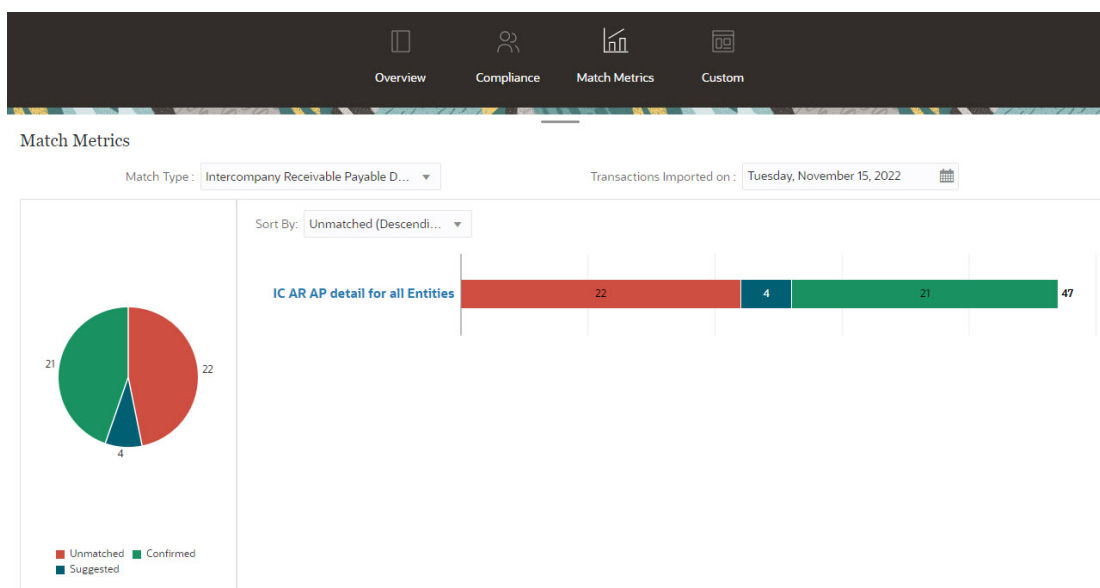 Overview Compliance Match Metrics Custom
Match Metrics
Match Type : Intercompany Receivable Payable D... Transactions Imported on : Tuesday, November 15, 2022
Sort By: Unmatched (Descendi...
IC AR AP detail for all Entities 22 4 21 47
21 22
4
Unmatched Confirmed
Suggested